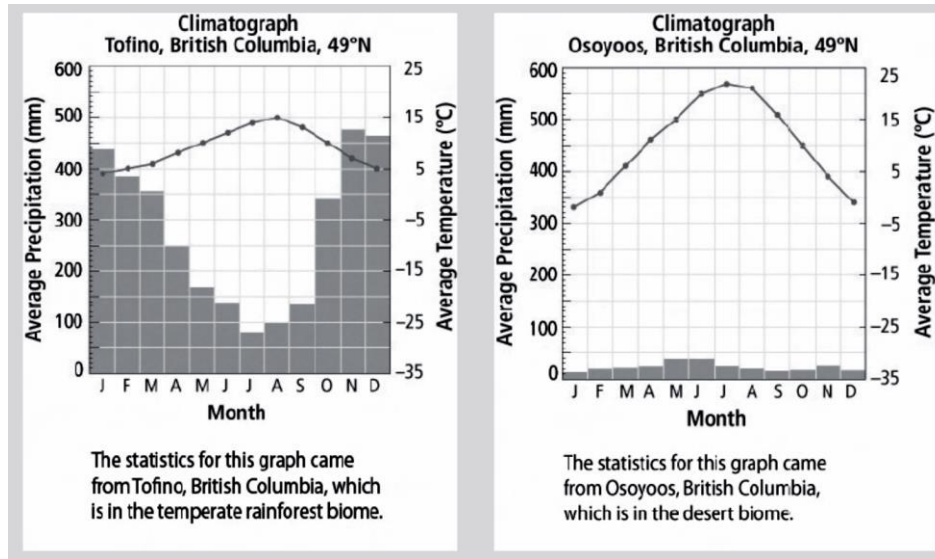 Climatograph
Tofino, British Columbia, 49°N
600
500
400
300
200
100
0
Average Precipitation (mm)
25
15
5
–5
–15
–25
–35
Average Temperature (°C)
J F M A M J J A S O N D
Month
The statistics for this graph came
from Tofino, British Columbia, which
is in the temperate rainforest biome.
Climatograph
Osoyoos, British Columbia, 49°N
600
500
400
300
200
100
0
Average Precipitation (mm)
25
15
5
–5
–15
–25
–35
Average Temperature (°C)
J F M A M J J A S O N D
Month
The statistics for this graph came
from Osoyoos, British Columbia,
which is in the desert biome.